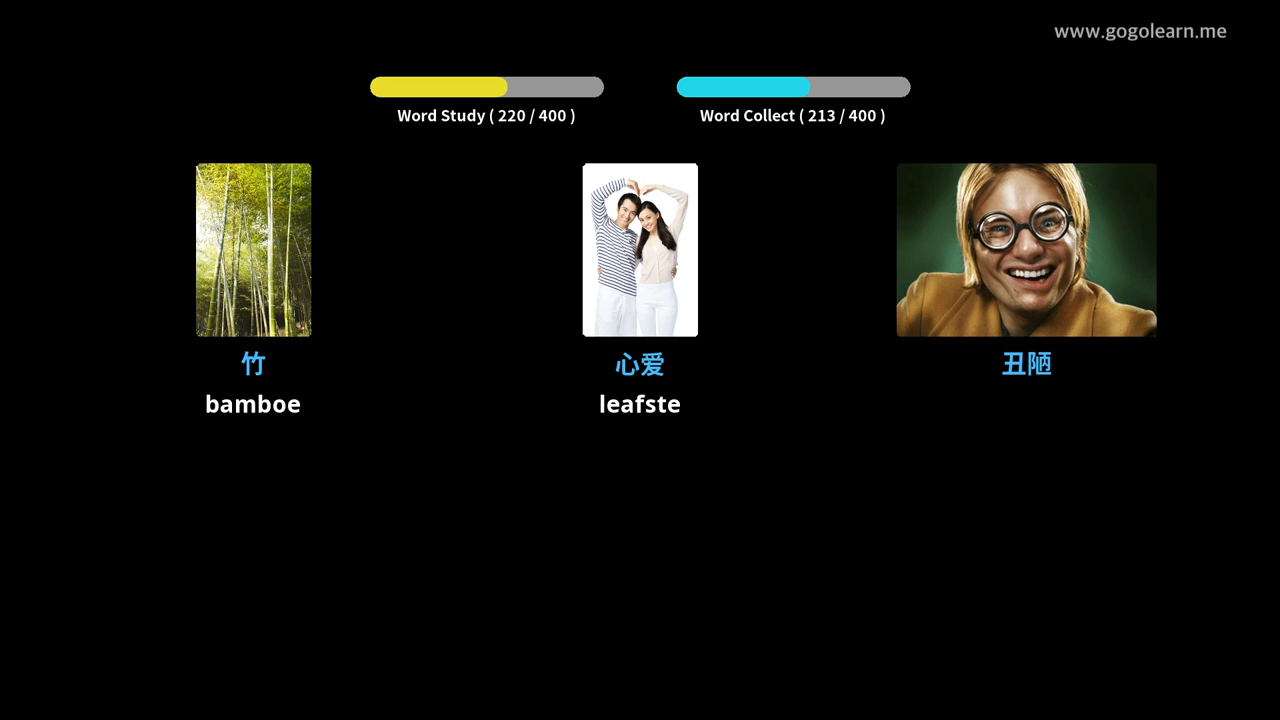 www.gogolearn.me
Word Study ( 220 / 400 )
Word Collect ( 213 / 400 )
竹
心爱
丑陋
bamboe
leafste